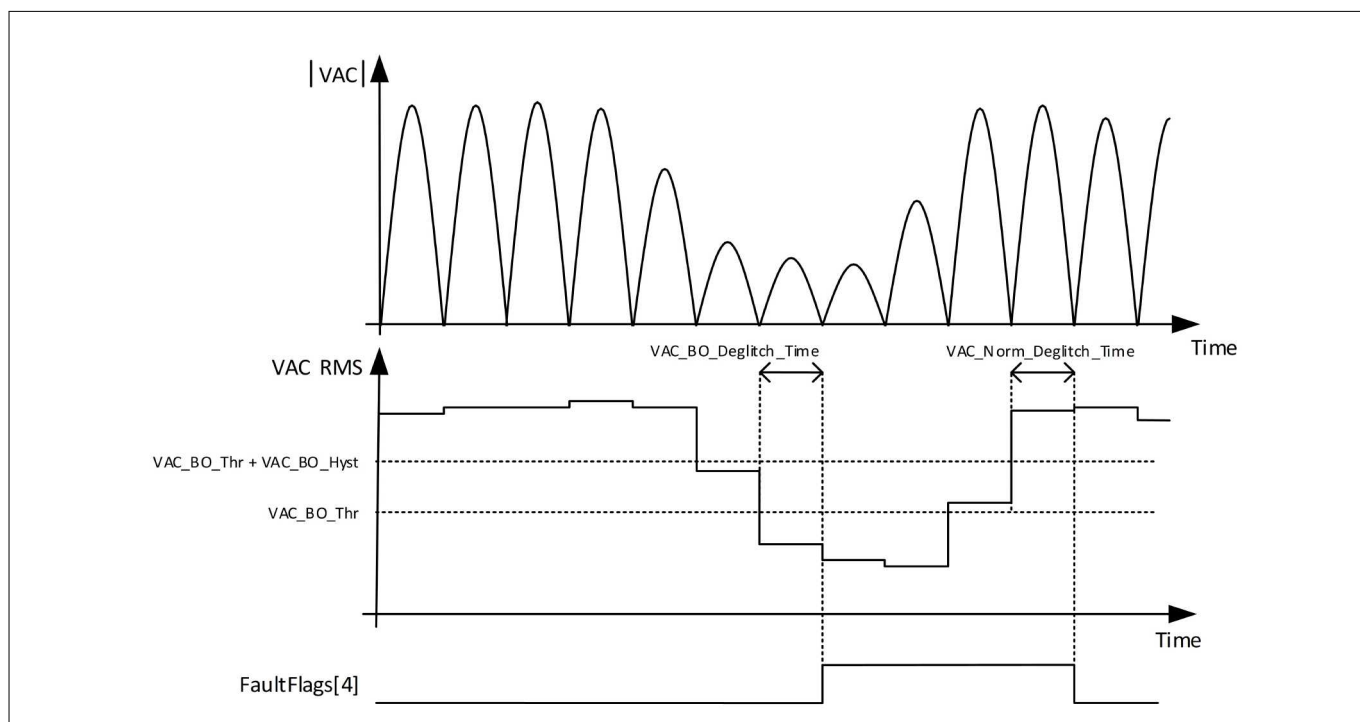 |VAC|
Time
VAC_BO_Deglitch_Time
VAC_Norm_Deglitch_Time
VAC RMS
VAC_BO_Thr + VAC_BO_Hyst
VAC_BO_Thr
Time
FaultFlags[4]